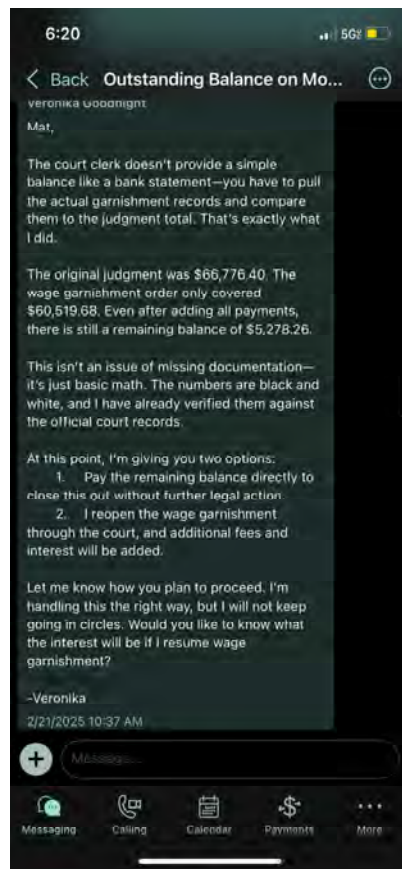 6:20
5G
Back Outstanding Balance on Mo...
Veronika Goodnight
Mat,
The court clerk doesn't provide a simple
balance like a bank statement—you have to pull
the actual garnishment records and compare
them to the judgment total. That's exactly what
I did.
The original judgment was $66,776.40. The
wage garnishment order only covered
$60,519.68. Even after adding all payments,
there is still a remaining balance of $5,278.26.
This isn't an issue of missing documentation—
it's just basic math. The numbers are black and
white, and I have already verified them against
the official court records.
At this point, I'm giving you two options:
1. Pay the remaining balance directly to
close this out without further legal action.
2. I reopen the wage garnishment
through the court, and additional fees and
interest will be added.
Let me know how you plan to proceed. I'm
handling this the right way, but I will not keep
going in circles. Would you like to know what
the interest will be if I resume wage
garnishment?
-Veronika
2/21/2025 10:37 AM
Message...
Messaging Calling Calendar Payments More